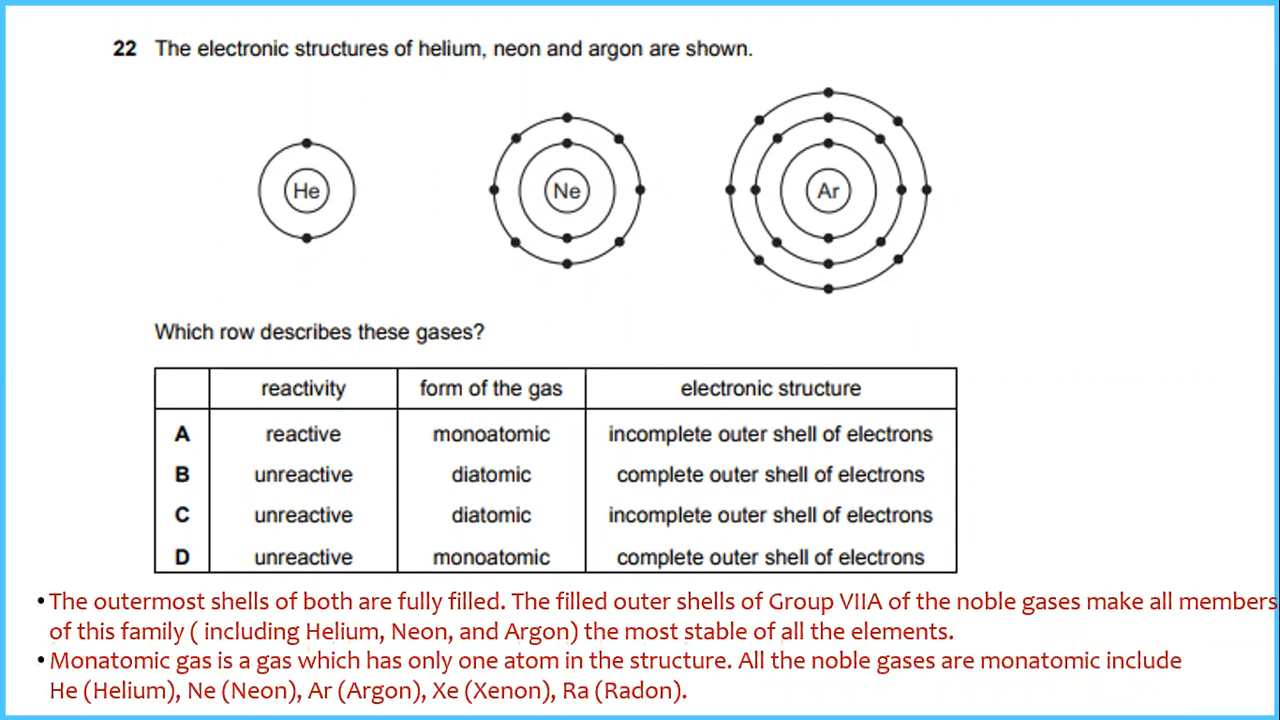 22 The electronic structures of helium, neon and argon are shown.
He Ne Ar
Which row describes these gases?
reactivity form of the gas electronic structure
A reactive monoatomic incomplete outer shell of electrons
B unreactive diatomic complete outer shell of electrons
C unreactive diatomic incomplete outer shell of electrons
D unreactive monoatomic complete outer shell of electrons
•The outermost shells of both are fully filled. The filled outer shells of Group VIIA of the noble gases make all members
of this family ( including Helium, Neon, and Argon) the most stable of all the elements.
•Monatomic gas is a gas which has only one atom in the structure. All the noble gases are monatomic include
He (Helium), Ne (Neon), Ar (Argon), Xe (Xenon), Ra (Radon).